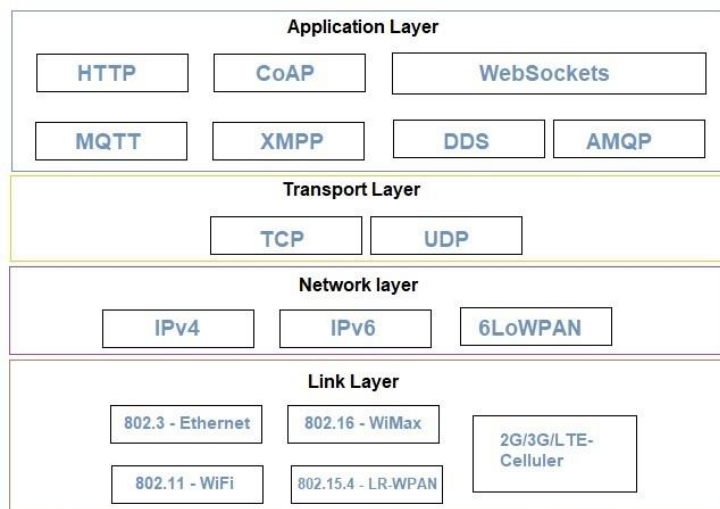 Application Layer
HTTP CoAP WebSockets
MQTT XMPP DDS AMQP
Transport Layer
TCP UDP
Network layer
IPv4 IPv6 6LoWPAN
Link Layer
802.3 - Ethernet 802.16 - WiMax
2G/3G/LTE-
Celluler
802.11 - WiFi 802.15.4 - LR-WPAN